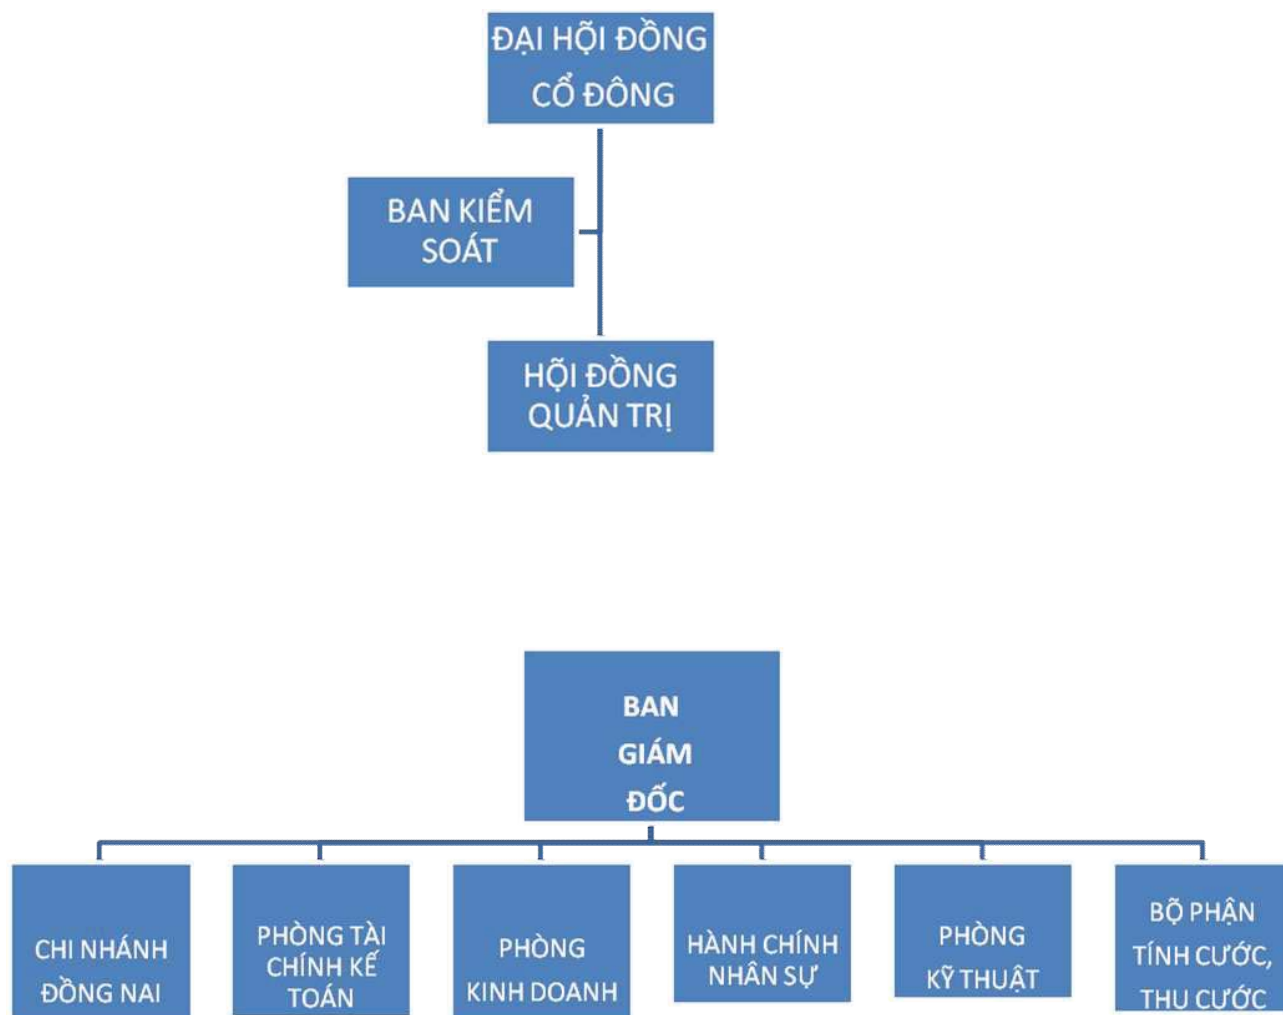 ĐẠI HỘI ĐỒNG
CỔ ĐÔNG
BAN KIỂM
SOÁT
HỘI ĐỒNG
QUẢN TRỊ
BAN
GIÁM
ĐỐC
CHI NHÁNH
ĐỒNG NAI
PHÒNG TÀI
CHÍNH KẾ
TOÁN
PHÒNG
KINH DOANH
HÀNH CHÍNH
NHÂN SỰ
PHÒNG
KỸ THUẬT
BỘ PHẬN
TÍNH CƯỚC,
THU CƯỚC